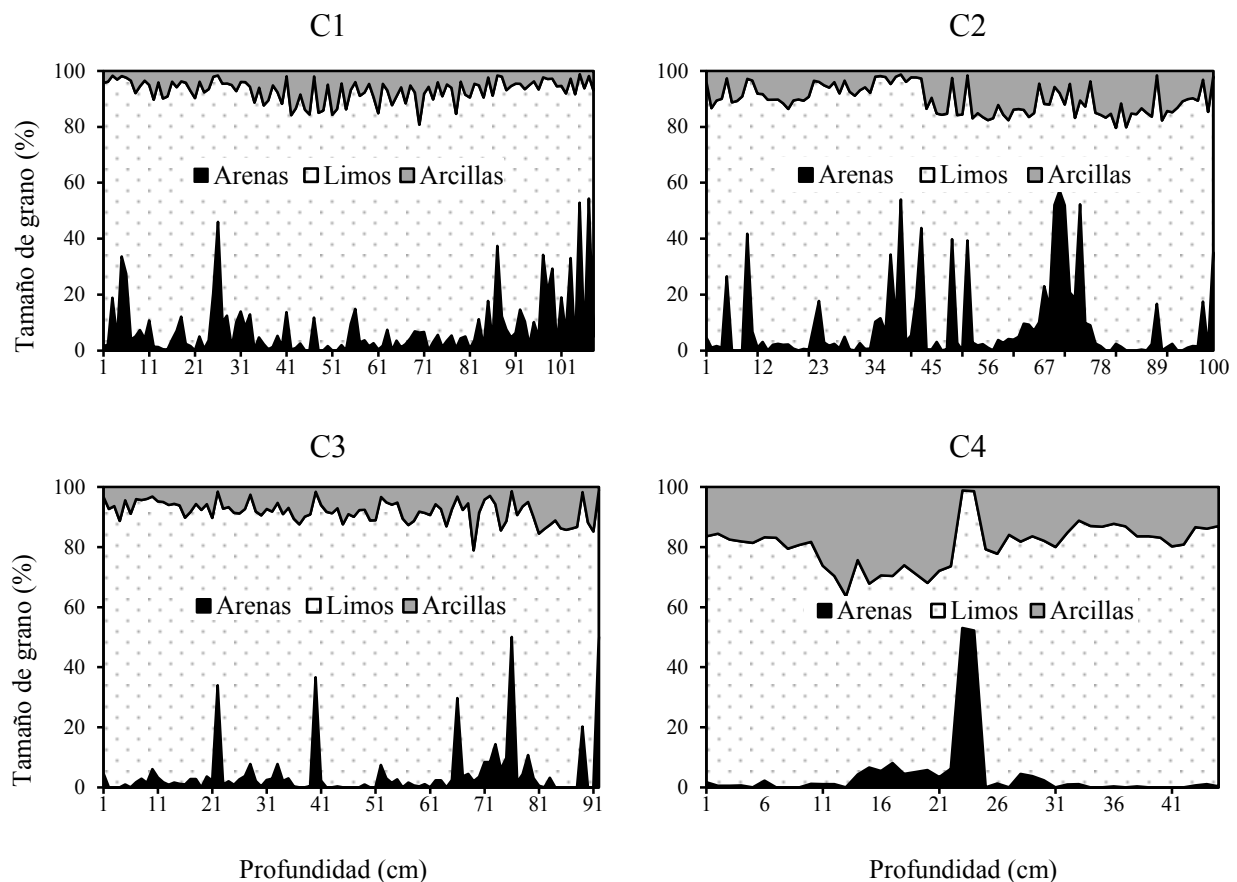 C1
C2
Tamaño de grano (%)
100
80
60
40
20
0
Arenas Limos Arcillas
1 11 21 31 41 51 61 71 81 91 101
100
80
60
40
20
0
Arenas Limos Arcillas
1 12 23 34 45 56 67 78 89 100
C3
C4
Tamaño de grano (%)
100
80
60
40
20
0
Arenas Limos Arcillas
1 11 21 31 41 51 61 71 81 91
100
80
60
40
20
0
Arenas Limos Arcillas
1 6 11 16 21 26 31 36 41
Profundidad (cm)
Profundidad (cm)